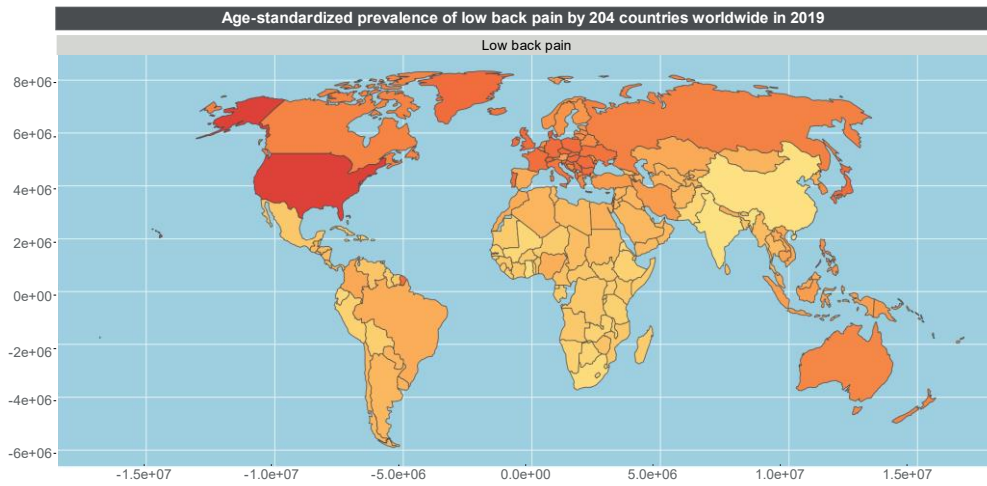 Age-standardized prevalence of low back pain by 204 countries worldwide in 2019
Low back pain
8e+06
6e+06
4e+06
2e+06
0e+00
-2e+06
-4e+06
-6e+06
-1.5e+07 -1.0e+07 -5.0e+06 0.0e+00 5.0e+06 1.0e+07 1.5e+07